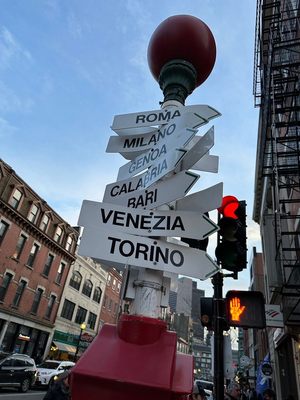 ROMA
MILANO
GENOA
CALABRIA
BARI
VENEZIA
TORINO